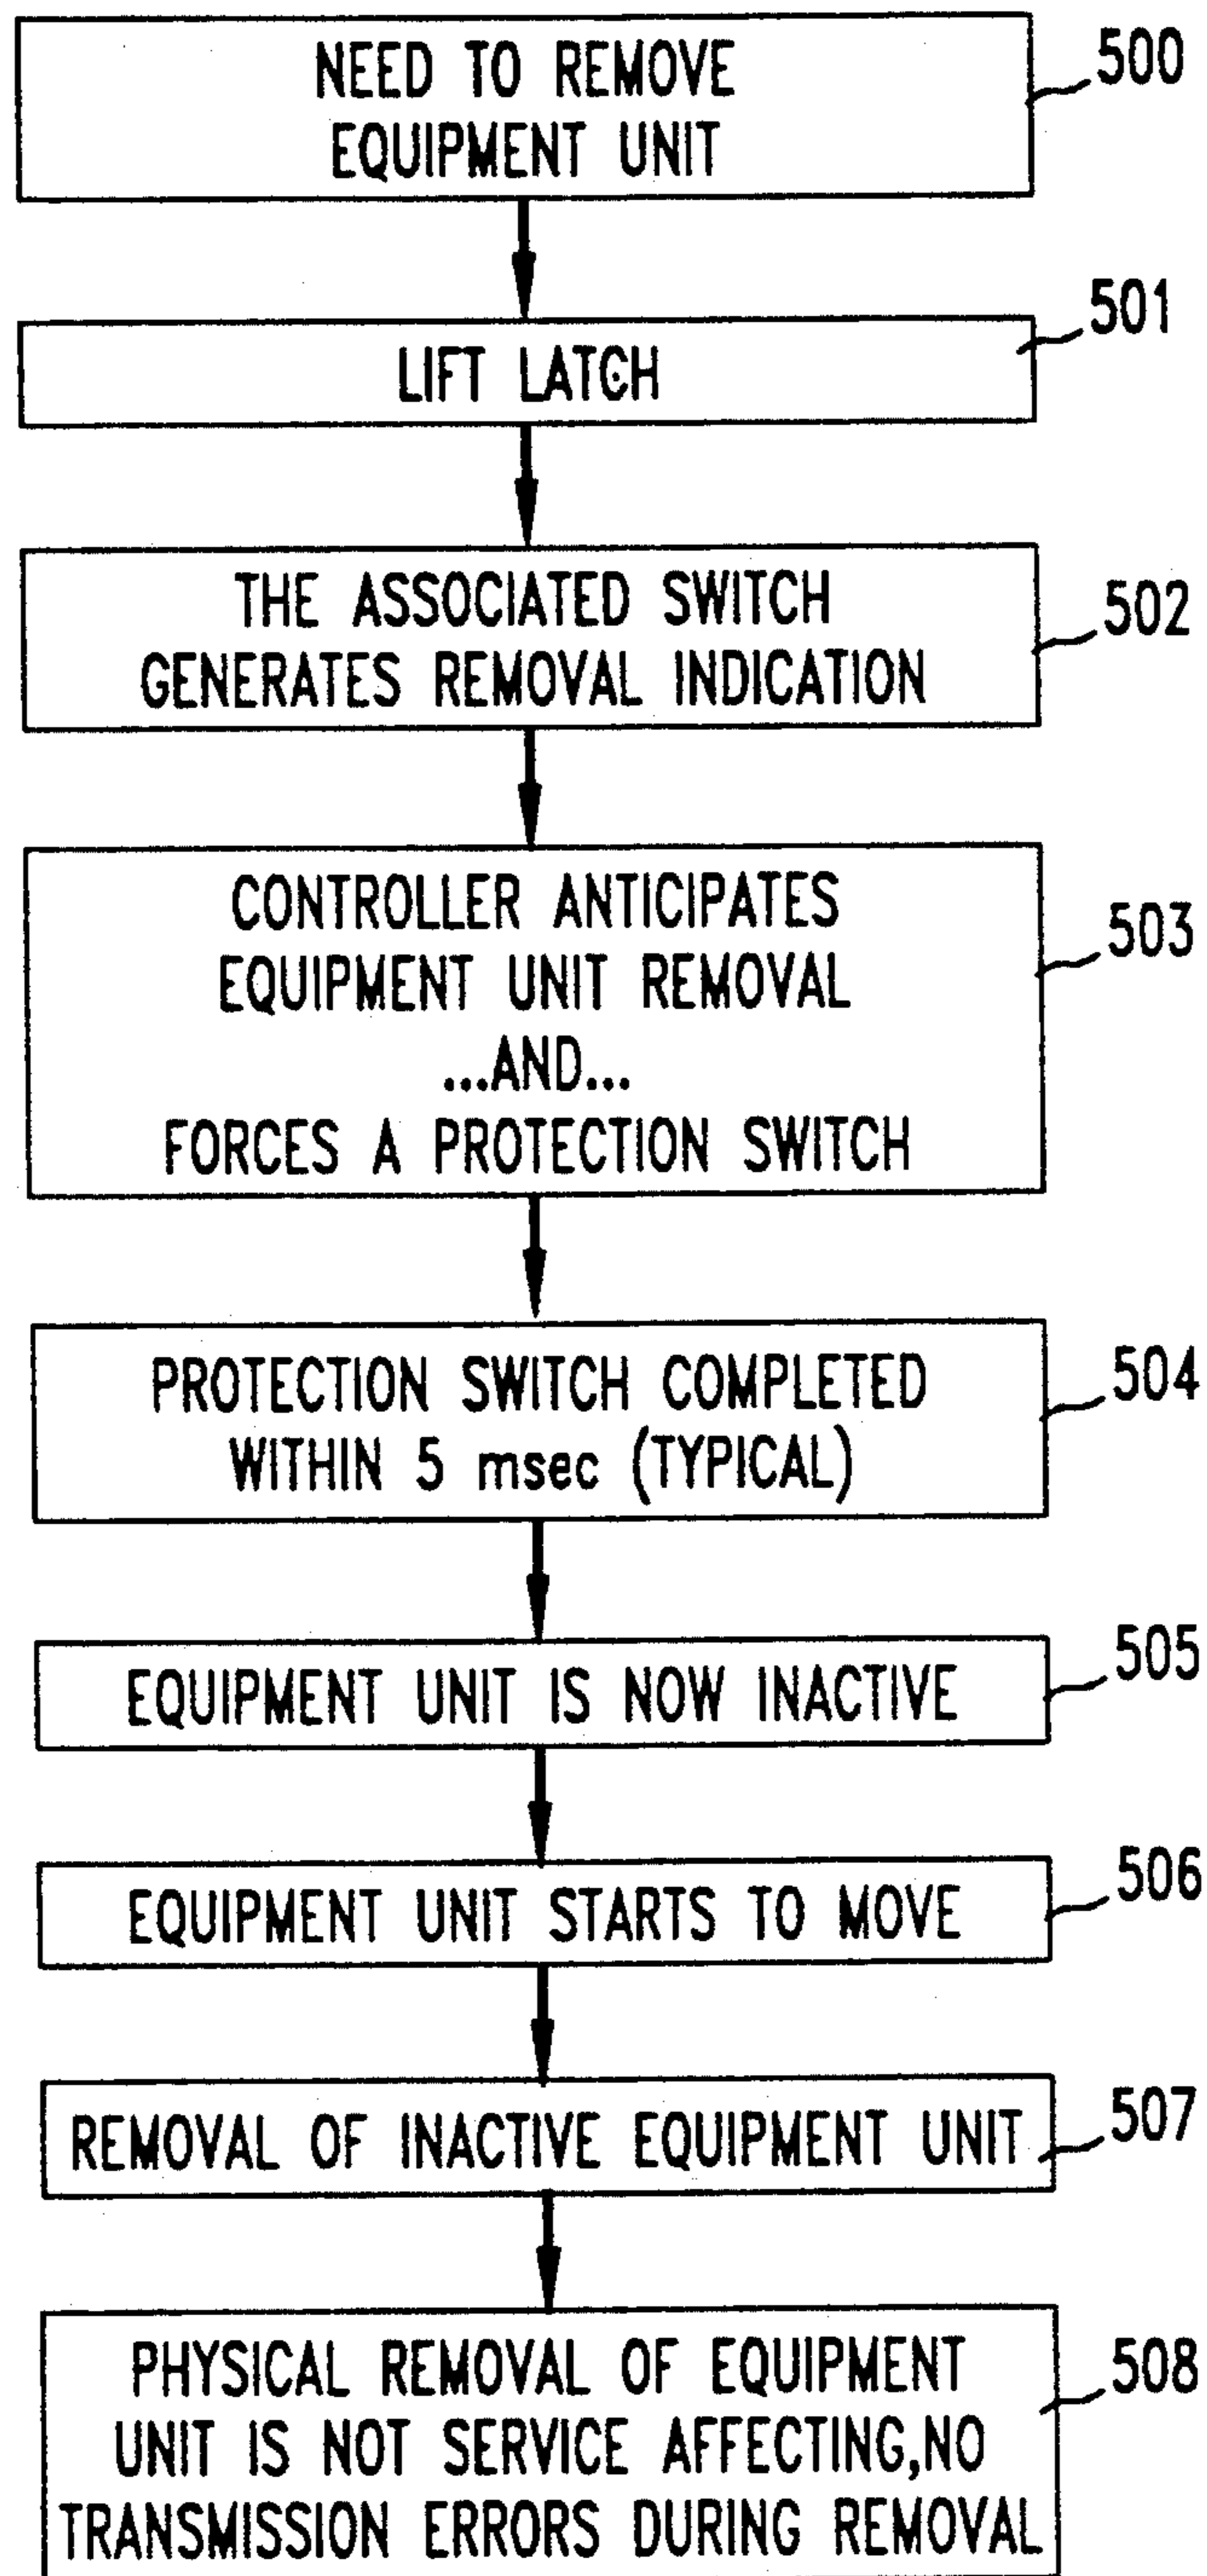 NEED TO REMOVE
EQUIPMENT UNIT
500
LIFT LATCH
501
THE ASSOCIATED SWITCH
GENERATES REMOVAL INDICATION
502
CONTROLLER ANTICIPATES
EQUIPMENT UNIT REMOVAL
...AND...
FORCES A PROTECTION SWITCH
503
PROTECTION SWITCH COMPLETED
WITHIN 5 msec (TYPICAL)
504
EQUIPMENT UNIT IS NOW INACTIVE
505
EQUIPMENT UNIT STARTS TO MOVE
506
REMOVAL OF INACTIVE EQUIPMENT UNIT
507
PHYSICAL REMOVAL OF EQUIPMENT
UNIT IS NOT SERVICE AFFECTING,NO
TRANSMISSION ERRORS DURING REMOVAL
508